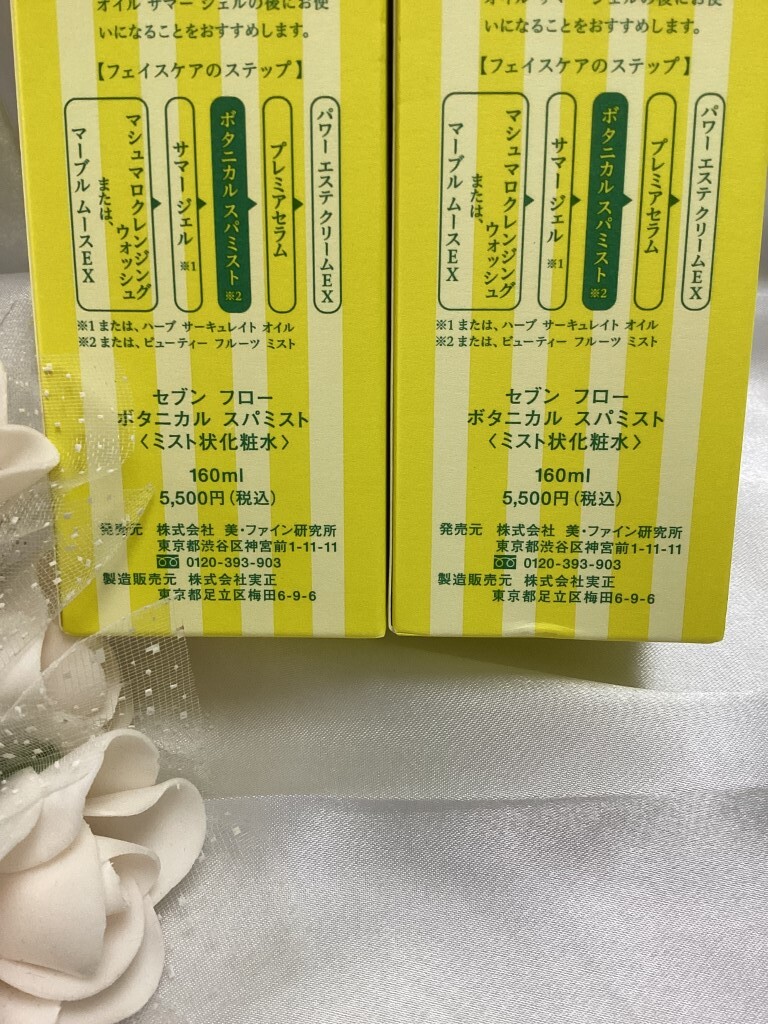 オイル サマー ジェルの後にお使
いになることをおすすめします。
【フェイスケアのステップ】
マシュマロクレンジング
ウォッシュ
または、
マーブル ムースEX
サマー ジェル ※1
ボタニカル スパミスト ※2
プレミアセラム
パワー エステ クリームEX
※1 または、ハーブ サーキュレイト オイル
※2 または、ビューティー フルーツ ミスト
セブン フロー
ボタニカル スパミスト
〈ミスト状化粧水〉
160ml
5,500円(税込)
発売元 株式会社 美・ファイン研究所
東京都渋谷区神宮前1-11-11
0120-393-903
製造販売元 株式会社実正
東京都足立区梅田6-9-6
オイル サマー ジェルの後にお使
いになることをおすすめします。
【フェイスケアのステップ】
マシュマロクレンジング
ウォッシュ
または、
マーブル ムースEX
サマー ジェル ※1
ボタニカル スパミスト ※2
プレミアセラム
パワー エステ クリームEX
※1 または、ハーブ サーキュレイト オイル
※2 または、ビューティー フルーツ ミスト
セブン フロー
ボタニカル スパミスト
〈ミスト状化粧水〉
160ml
5,500円(税込)
発売元 株式会社 美・ファイン研究所
東京都渋谷区神宮前1-11-11
0120-393-903
製造販売元 株式会社実正
東京都足立区梅田6-9-6